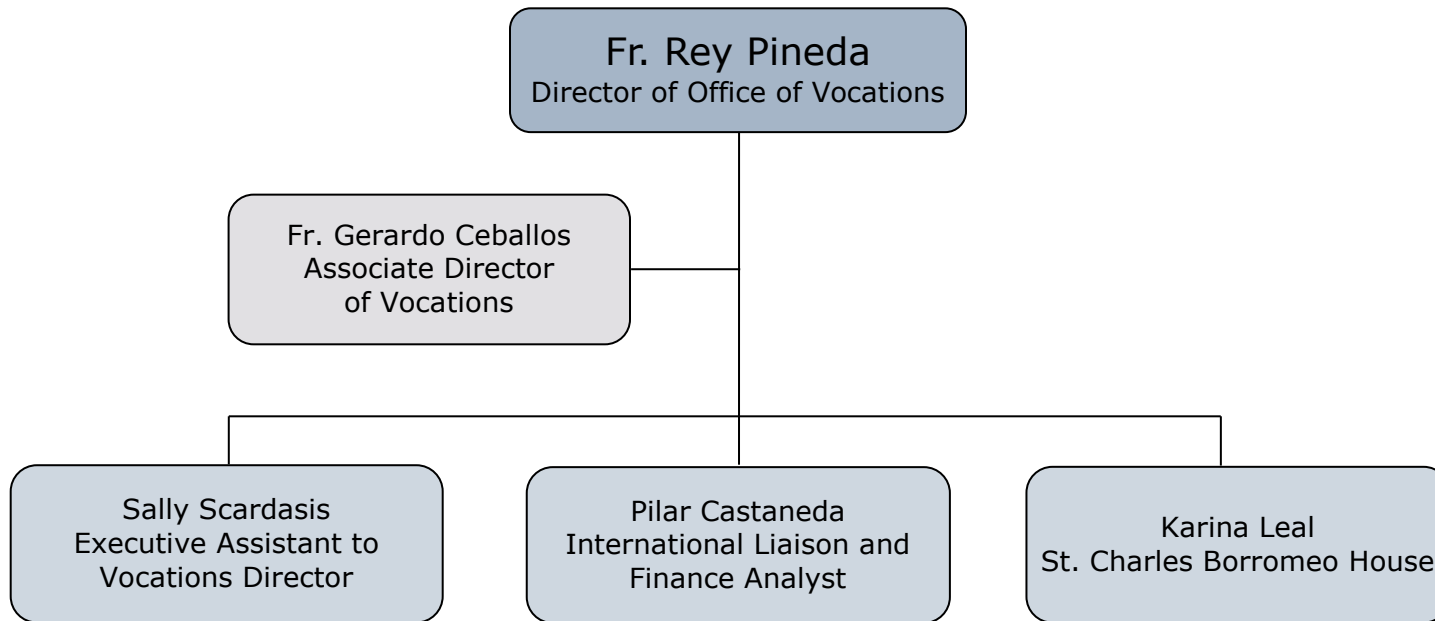 Fr. Rey Pineda
Director of Office of Vocations
Fr. Gerardo Ceballos
Associate Director
of Vocations
Sally Scardasis
Executive Assistant to
Vocations Director
Pilar Castaneda
International Liaison and
Finance Analyst
Karina Leal
St. Charles Borromeo House